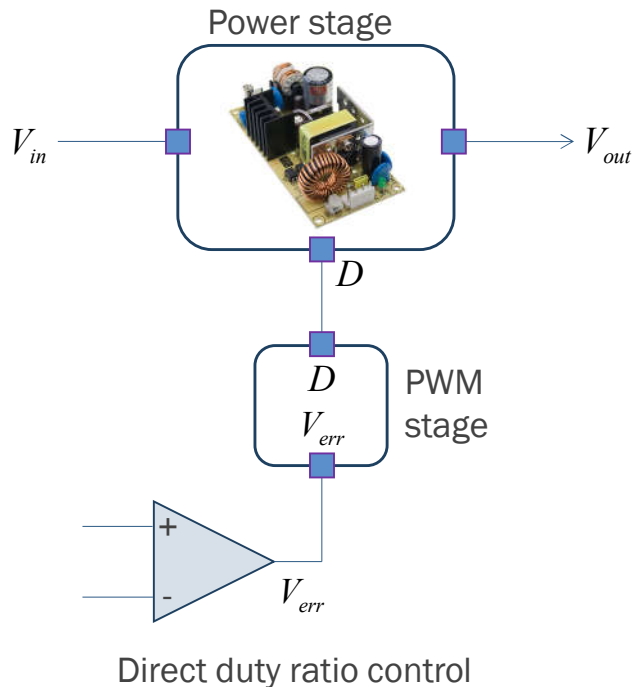 Power stage
V_in
V_out
D
D
V_err
PWM
stage
+
-
V_err
Direct duty ratio control